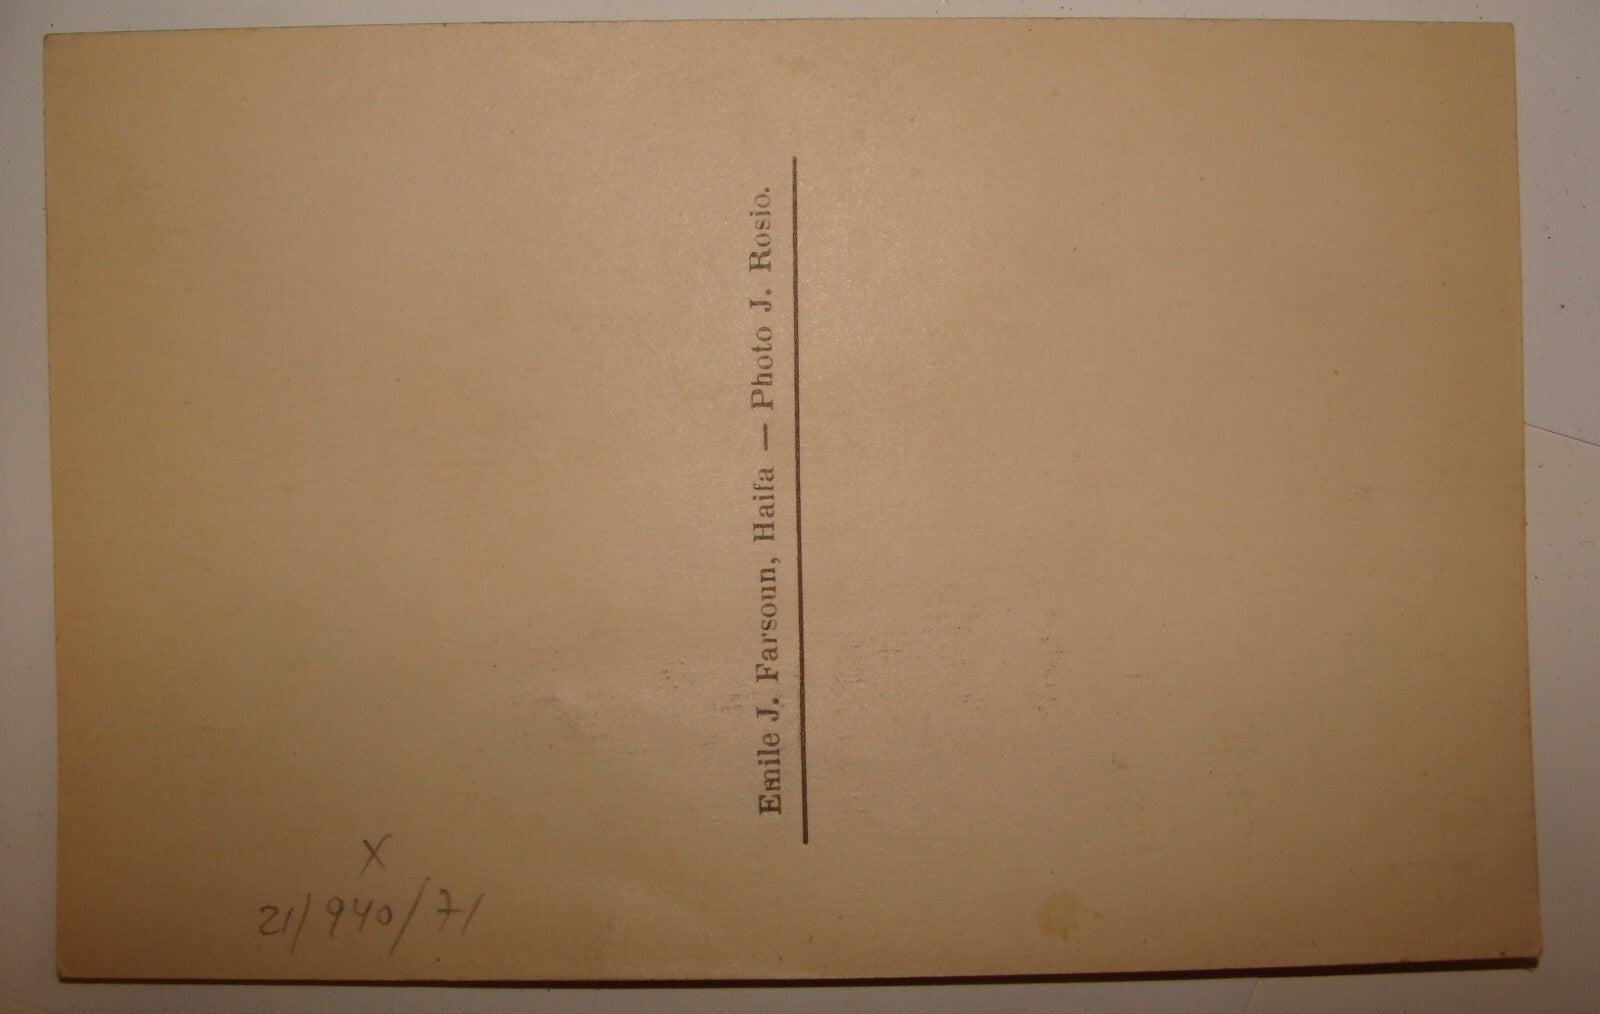 Emile J. Farsoun, Haifa — Photo J. Rosio.
X
21/940/71